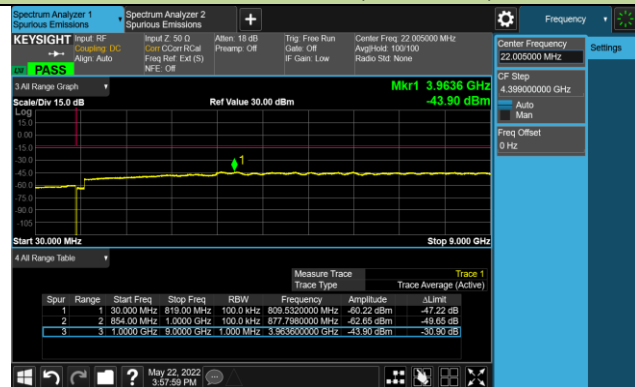 Spectrum Analyzer 1
Spurious Emissions
Spectrum Analyzer 2
Spurious Emissions
+
Frequency
KEYSIGHT
Input: RF
Coupling: DC
Align: Auto
Input Z: 50 Ω
Corr CCorr RCal
Freq Ref: Ext (S)
NFE: Off
Atten: 18 dB
Preamp: Off
Trig: Free Run
Gate: Off
IF Gain: Low
Center Freq: 22.005000 MHz
Avg|Hold: 100/100
Radio Std: None
PASS
Center Frequency
22.005000 MHz
Settings
CF Step
4.399000000 GHz
Auto
Man
Freq Offset
0 Hz
3 All Range Graph
Mkr1 3.9636 GHz
Scale/Div 15.0 dB
Ref Value 30.00 dBm
-43.90 dBm
Log
15.0
0.00
-15.0
-30.0
-45.0
-60.0
-75.0
-90.0
-105
1
Start 30.000 MHz
Stop 9.000 GHz
4 All Range Table
Measure Trace Trace 1
Trace Type Trace Average (Active)
Spur Range Start Freq Stop Freq RBW Frequency Amplitude ΔLimit
1 1 30.000 MHz 819.00 MHz 100.0 kHz 809.5320000 MHz -60.22 dBm -47.22 dB
2 2 854.00 MHz 1.0000 GHz 100.0 kHz 877.7980000 MHz -62.65 dBm -49.65 dB
3 3 1.0000 GHz 9.0000 GHz 1.000 MHz 3.963600000 GHz -43.90 dBm -30.90 dB
?
May 22, 2022
3:57:59 PM